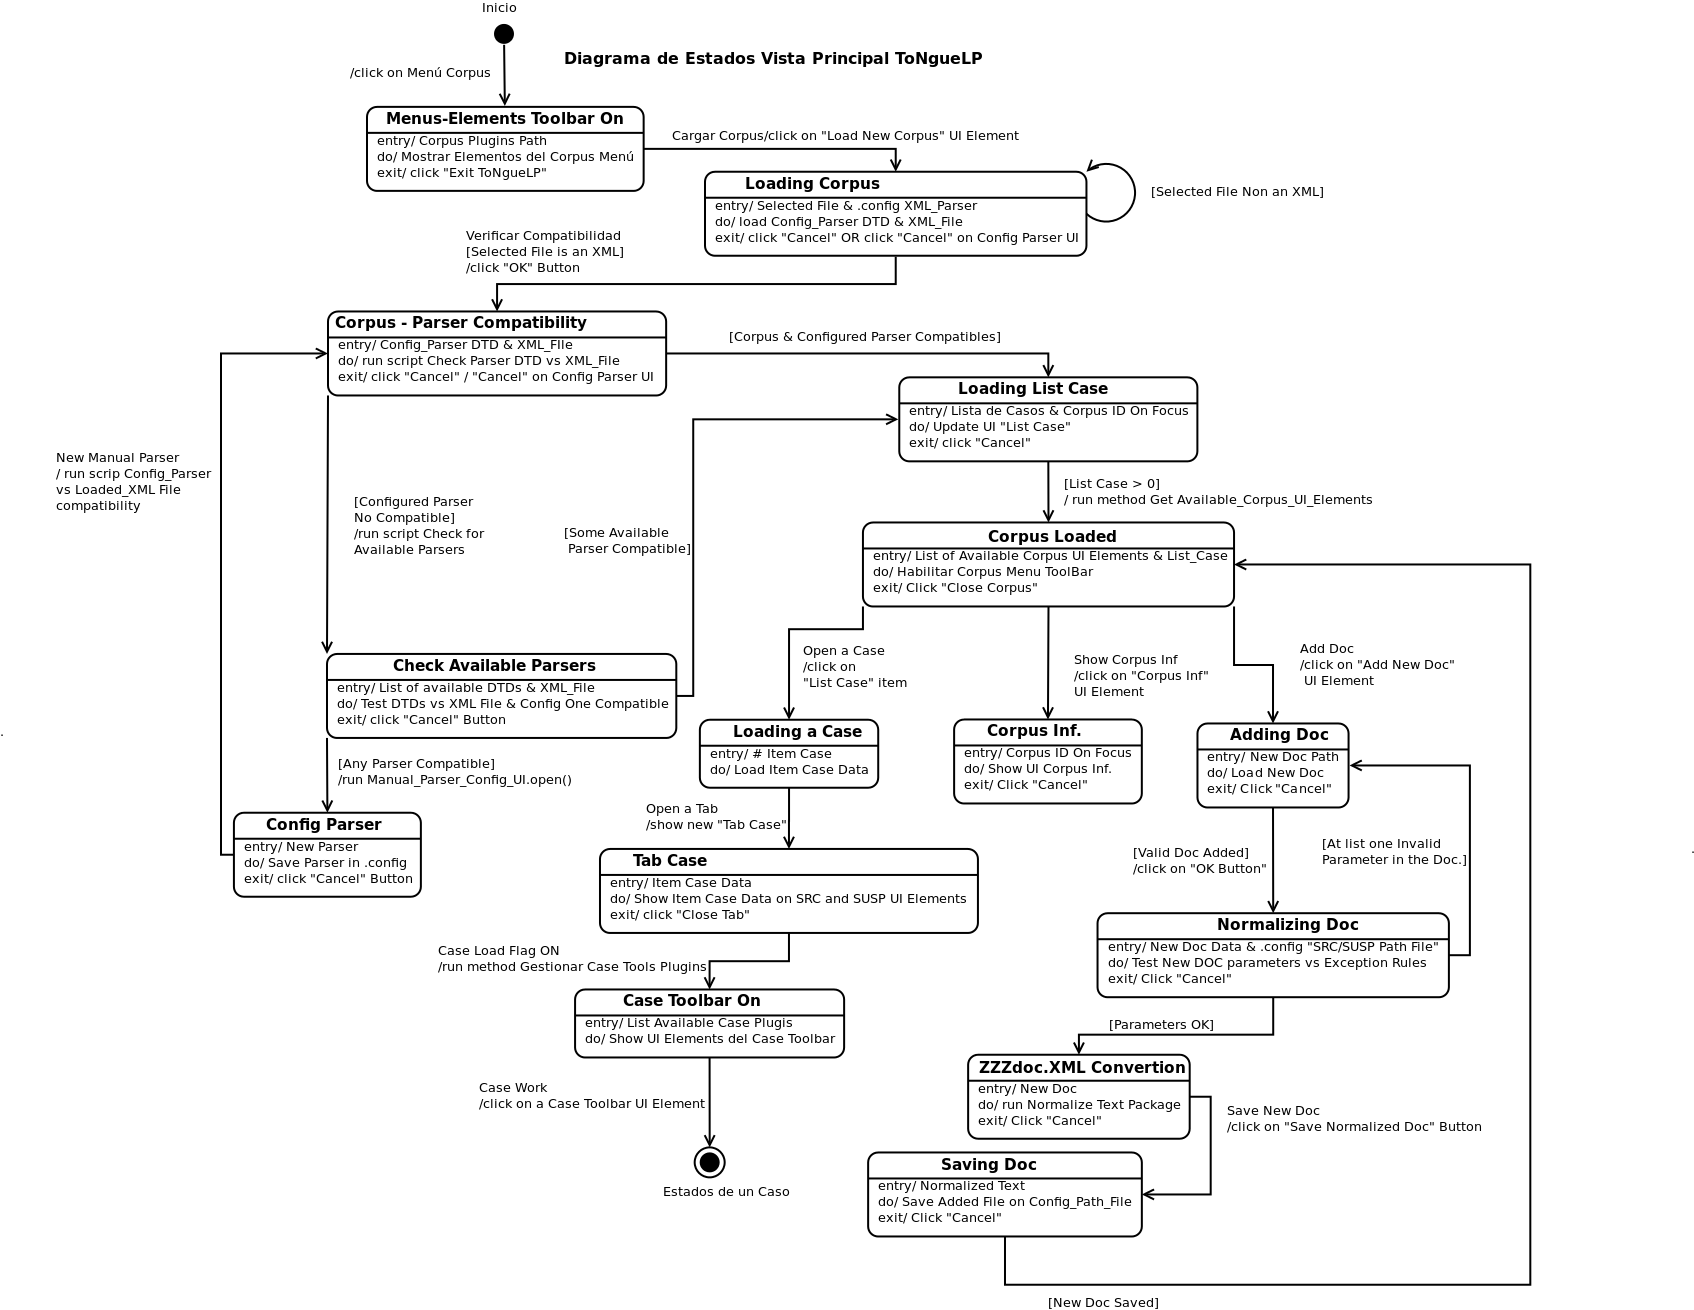 Inicio
Diagrama de Estados Vista Principal ToNgueLP
/click on Menú Corpus
Menus-Elements Toolbar On
entry/ Corpus Plugins Path
do/ Mostrar Elementos del Corpus Menú
exit/ click "Exit ToNgueLP"
Cargar Corpus/click on "Load New Corpus" UI Element
Loading Corpus
entry/ Selected File & .config XML_Parser
do/ load Config_Parser DTD & XML_File
exit/ click "Cancel" OR click "Cancel" on Config Parser UI
[Selected File Non an XML]
Verificar Compatibilidad
[Selected File is an XML]
/click "OK" Button
Corpus - Parser Compatibility
entry/ Config_Parser DTD & XML_FIle
do/ run script Check Parser DTD vs XML_File
exit/ click "Cancel" / "Cancel" on Config Parser UI
[Corpus & Configured Parser Compatibles]
Loading List Case
entry/ Lista de Casos & Corpus ID On Focus
do/ Update UI "List Case"
exit/ click "Cancel"
New Manual Parser
/ run scrip Config_Parser
vs Loaded_XML File
compatibility
[Configured Parser
No Compatible]
/run script Check for
Available Parsers
[Some Available
Parser Compatible]
[List Case > 0]
/ run method Get Available_Corpus_UI_Elements
Corpus Loaded
entry/ List of Available Corpus UI Elements & List_Case
do/ Habilitar Corpus Menu ToolBar
exit/ Click "Close Corpus"
Check Available Parsers
entry/ List of available DTDs & XML_File
do/ Test DTDs vs XML File & Config One Compatible
exit/ click "Cancel" Button
Open a Case
/click on
"List Case" item
Show Corpus Inf
/click on "Corpus Inf"
UI Element
Add Doc
/click on "Add New Doc"
UI Element
Loading a Case
entry/ # Item Case
do/ Load Item Case Data
Corpus Inf.
entry/ Corpus ID On Focus
do/ Show UI Corpus Inf.
exit/ Click "Cancel"
Adding Doc
entry/ New Doc Path
do/ Load New Doc
exit/ Click "Cancel"
[Any Parser Compatible]
/run Manual_Parser_Config_UI.open()
Config Parser
entry/ New Parser
do/ Save Parser in .config
exit/ click "Cancel" Button
Open a Tab
/show new "Tab Case"
Tab Case
entry/ Item Case Data
do/ Show Item Case Data on SRC and SUSP UI Elements
exit/ click "Close Tab"
[Valid Doc Added]
/click on "OK Button"
[At list one Invalid
Parameter in the Doc.]
Normalizing Doc
entry/ New Doc Data & .config "SRC/SUSP Path File"
do/ Test New DOC parameters vs Exception Rules
exit/ Click "Cancel"
Case Load Flag ON
/run method Gestionar Case Tools Plugins
Case Toolbar On
entry/ List Available Case Plugis
do/ Show UI Elements del Case Toolbar
[Parameters OK]
ZZZdoc.XML Convertion
entry/ New Doc
do/ run Normalize Text Package
exit/ Click "Cancel"
Case Work
/click on a Case Toolbar UI Element
Save New Doc
/click on "Save Normalized Doc" Button
Saving Doc
entry/ Normalized Text
do/ Save Added File on Config_Path_File
exit/ Click "Cancel"
Estados de un Caso
[New Doc Saved]